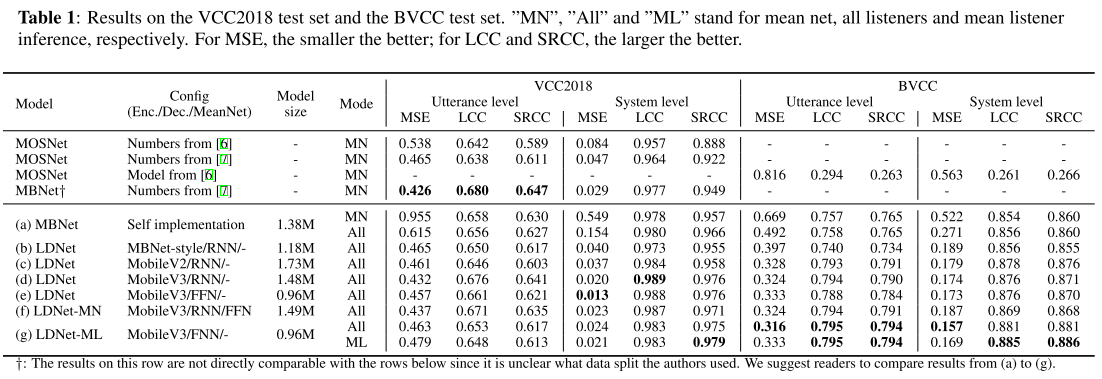 Table 1: Results on the VCC2018 test set and the BVCC test set. "MN", "All" and "ML" stand for mean net, all listeners and mean listener
inference, respectively. For MSE, the smaller the better; for LCC and SRCC, the larger the better.
Model Config (Enc./Dec./MeanNet) Model size Mode VCC2018 BVCC
Utterance level System level Utterance level System level
MSE LCC SRCC MSE LCC SRCC MSE LCC SRCC MSE LCC SRCC
MOSNet Numbers from [6] - MN 0.538 0.642 0.589 0.084 0.957 0.888 - - - - - -
MOSNet Numbers from [7] - MN 0.465 0.638 0.611 0.047 0.964 0.922 - - - - - -
MOSNet Model from [6] - MN - - - - - - 0.816 0.294 0.263 0.563 0.261 0.266
MBNet† Numbers from [7] - MN 0.426 0.680 0.647 0.029 0.977 0.949 - - - - - -
(a) MBNet Self implementation 1.38M MN 0.955 0.658 0.630 0.549 0.978 0.957 0.669 0.757 0.765 0.522 0.854 0.860
All 0.615 0.656 0.627 0.154 0.980 0.966 0.492 0.758 0.765 0.271 0.856 0.860
(b) LDNet MBNet-style/RNN/- 1.18M All 0.465 0.650 0.617 0.040 0.973 0.955 0.397 0.740 0.734 0.189 0.856 0.855
(c) LDNet MobileV2/RNN/- 1.73M All 0.461 0.646 0.603 0.037 0.984 0.958 0.328 0.793 0.791 0.179 0.878 0.876
(d) LDNet MobileV3/RNN/- 1.48M All 0.432 0.676 0.641 0.020 0.989 0.976 0.324 0.794 0.790 0.174 0.876 0.871
(e) LDNet MobileV3/FFN/- 0.96M All 0.457 0.661 0.621 0.013 0.988 0.976 0.333 0.788 0.784 0.173 0.876 0.870
(f) LDNet-MN MobileV3/RNN/FFN 1.49M All 0.437 0.671 0.635 0.023 0.987 0.971 0.324 0.794 0.791 0.187 0.869 0.868
(g) LDNet-ML MobileV3/FNN/- 0.96M All 0.463 0.653 0.617 0.024 0.983 0.975 0.316 0.795 0.794 0.157 0.881 0.881
ML 0.479 0.648 0.613 0.021 0.983 0.979 0.333 0.795 0.794 0.169 0.885 0.886
†: The results on this row are not directly comparable with the rows below since it is unclear what data split the authors used. We suggest readers to compare results from (a) to (g).